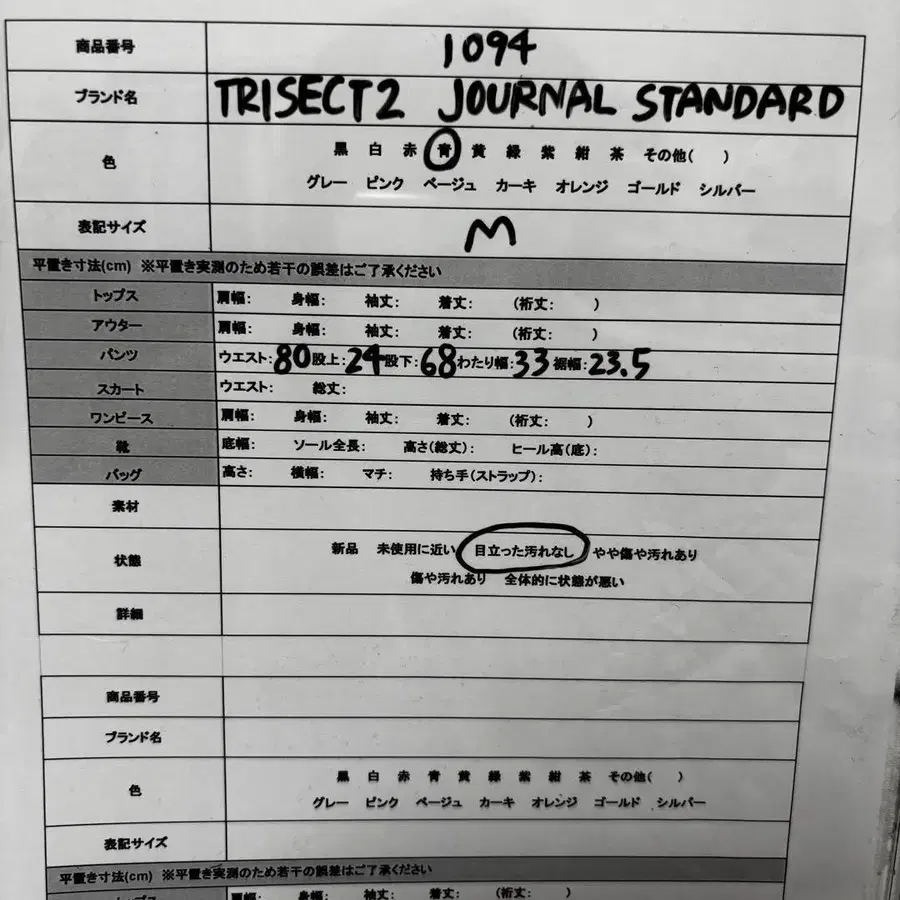 商品番号 1094
ブランド名 TRISECT2 JOURNAL STANDARD
色 黒 白 赤 青 黄 緑 紫 紺 茶 その他( )
グレー ピンク ベージュ カーキ オレンジ ゴールド シルバー
表記サイズ M
平置き寸法(cm) ※平置き実測のため若干の誤差はご了承ください
トップス 肩幅: 身幅: 袖丈: 着丈: (裄丈: )
アウター 肩幅: 身幅: 袖丈: 着丈: (裄丈: )
パンツ ウエスト:80 股上:24 股下:68 わたり幅:33 裾幅:23.5
スカート ウエスト: 総丈:
ワンピース 肩幅: 身幅: 袖丈: 着丈: (裄丈: )
靴 底幅: ソール全長: 高さ(総丈): ヒール高(底):
バッグ 高さ: 横幅: マチ: 持ち手(ストラップ):
素材
状態 新品 未使用に近い 目立った汚れなし やや傷や汚れあり
傷や汚れあり 全体的に状態が悪い
詳細
商品番号
ブランド名
色 黒 白 赤 青 黄 緑 紫 紺 茶 その他( )
グレー ピンク ベージュ カーキ オレンジ ゴールド シルバー
表記サイズ
平置き寸法(cm) ※平置き実測のため若干の誤差はご了承ください
トップス 肩幅: 身幅: 袖丈: 着丈: (裄丈: )